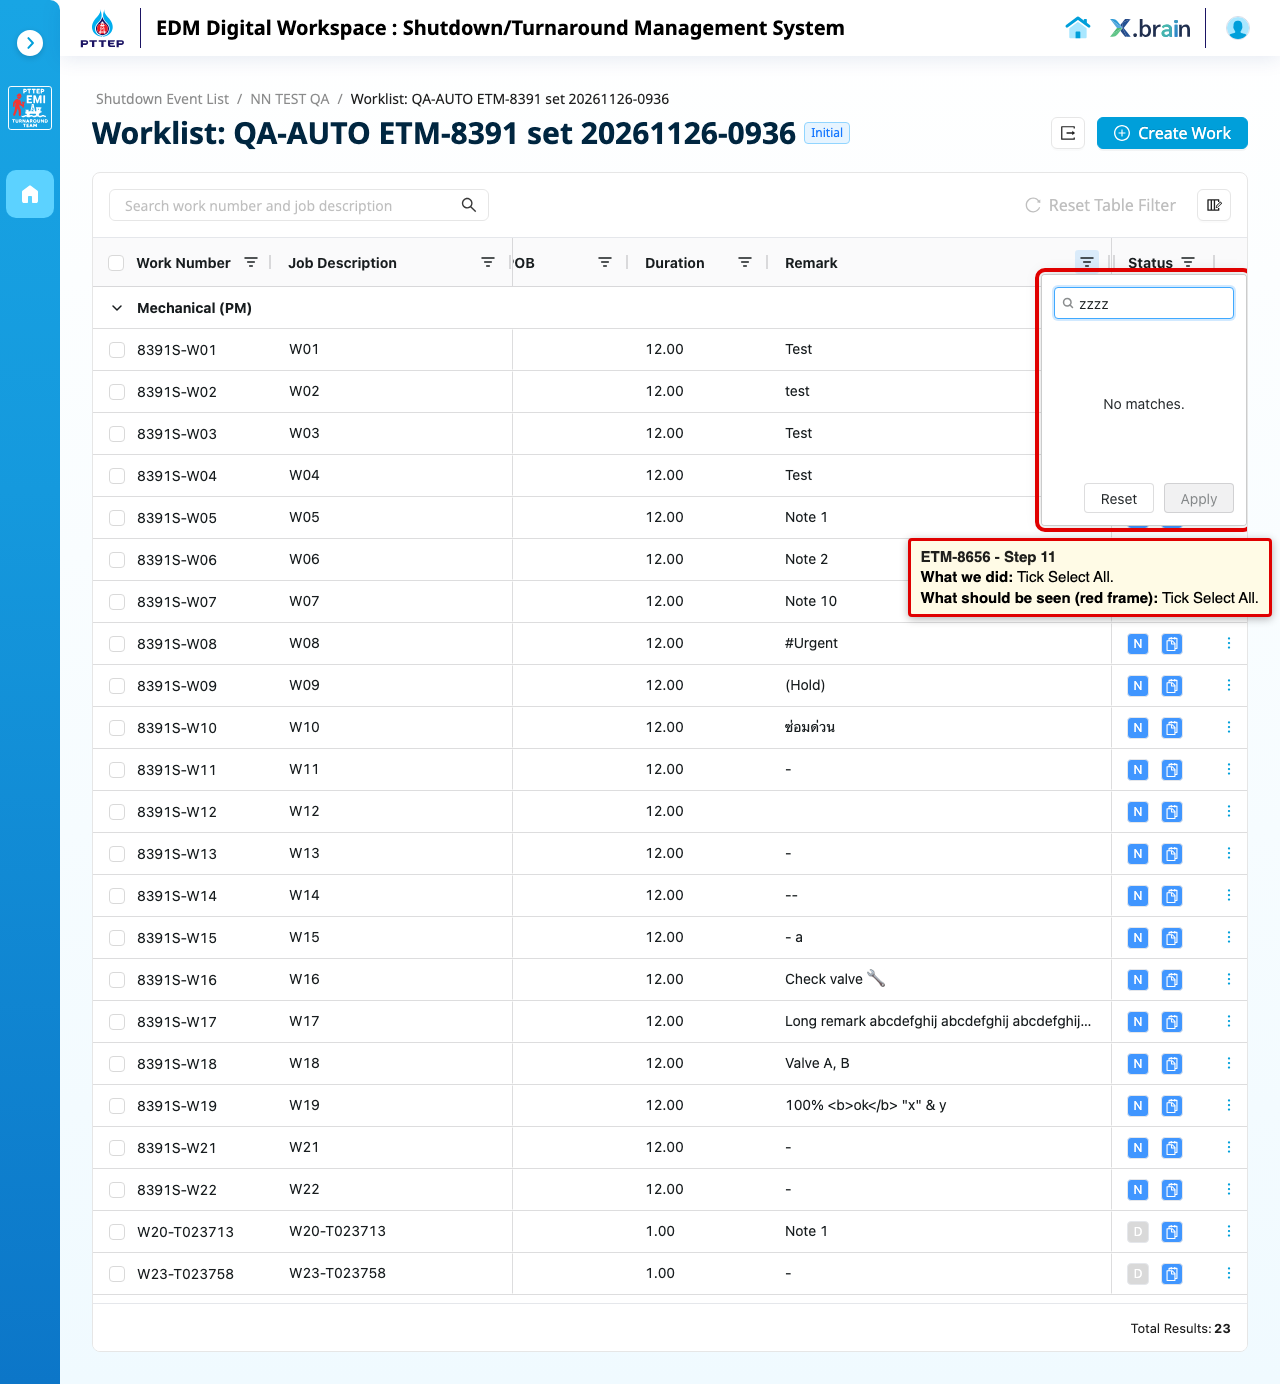 PTTEP
EDM Digital Workspace : Shutdown/Turnaround Management System
X.brain
PTTEP
EMI
TURNAROUND
TEAM
Shutdown Event List / NN TEST QA / Worklist: QA-AUTO ETM-8391 set 20261126-0936
Worklist: QA-AUTO ETM-8391 set 20261126-0936 Initial
Create Work
Search work number and job description
Reset Table Filter
Work Number Job Description OB Duration Remark Status
Mechanical (PM)
zzzz
No matches.
Reset Apply
8391S-W01 W01 12.00 Test
8391S-W02 W02 12.00 test
8391S-W03 W03 12.00 Test
8391S-W04 W04 12.00 Test
8391S-W05 W05 12.00 Note 1
8391S-W06 W06 12.00 Note 2
8391S-W07 W07 12.00 Note 10
ETM-8656 - Step 11
What we did: Tick Select All.
What should be seen (red frame): Tick Select All.
8391S-W08 W08 12.00 #Urgent N
8391S-W09 W09 12.00 (Hold) N
8391S-W10 W10 12.00 ซ่อมด่วน N
8391S-W11 W11 12.00 - N
8391S-W12 W12 12.00 N
8391S-W13 W13 12.00 - N
8391S-W14 W14 12.00 -- N
8391S-W15 W15 12.00 - a N
8391S-W16 W16 12.00 Check valve 🔧 N
8391S-W17 W17 12.00 Long remark abcdefghij abcdefghij abcdefghij... N
8391S-W18 W18 12.00 Valve A, B N
8391S-W19 W19 12.00 100% <b>ok</b> "x" & y N
8391S-W21 W21 12.00 - N
8391S-W22 W22 12.00 - N
W20-T023713 W20-T023713 1.00 Note 1 D
W23-T023758 W23-T023758 1.00 - D
Total Results: 23